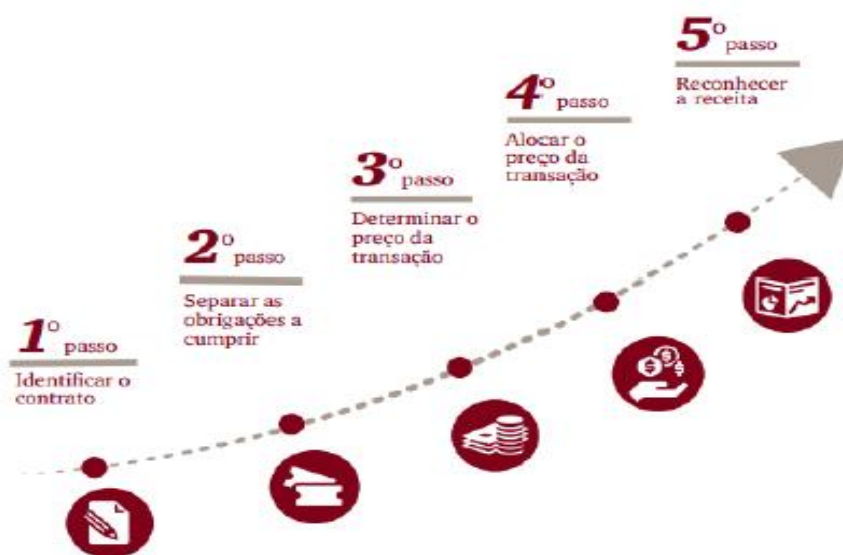 1º passo
Identificar o
contrato
2º passo
Separar as
obrigações a
cumprir
3º passo
Determinar o
preço da
transação
4º passo
Alocar o
preço da
transação
5º passo
Reconhecer
a receita